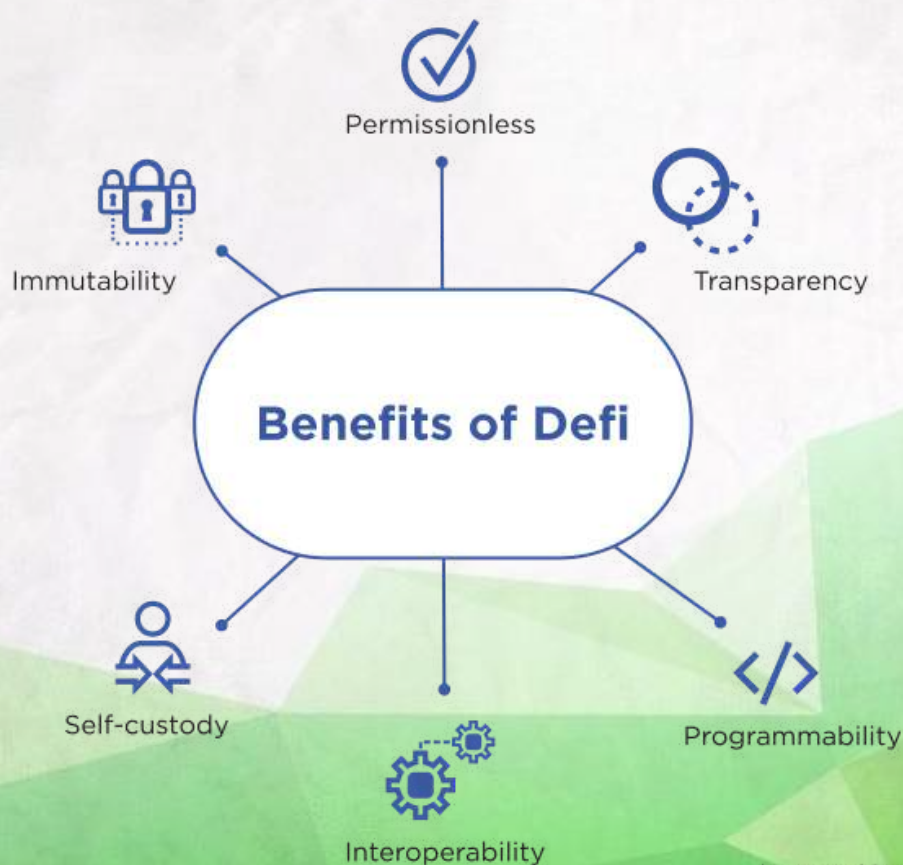 Permissionless
Immutability
Transparency
Benefits of Defi
Self-custody
Programmability
Interoperability